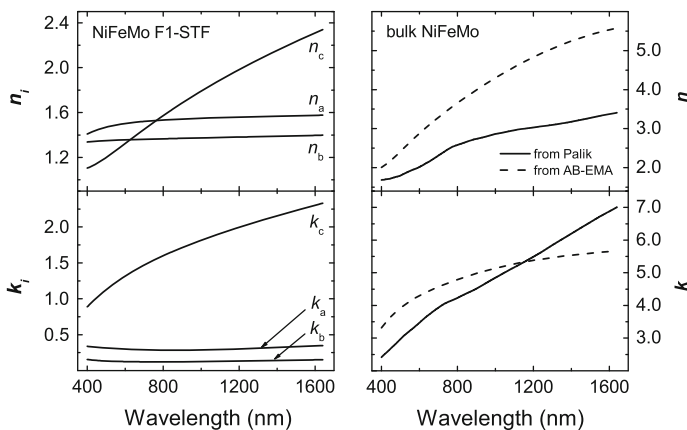 NiFeMo F1-STF
bulk NiFeMo
2.4
2.0
1.6
1.2
n_i
n_c
n_a
n_b
5.0
4.0
3.0
2.0
n
from Palik
from AB-EMA
2.0
1.5
1.0
0.5
k_i
k_c
k_a
k_b
7.0
6.0
5.0
4.0
3.0
k
400 800 1200 1600
400 800 1200 1600
Wavelength (nm)
Wavelength (nm)